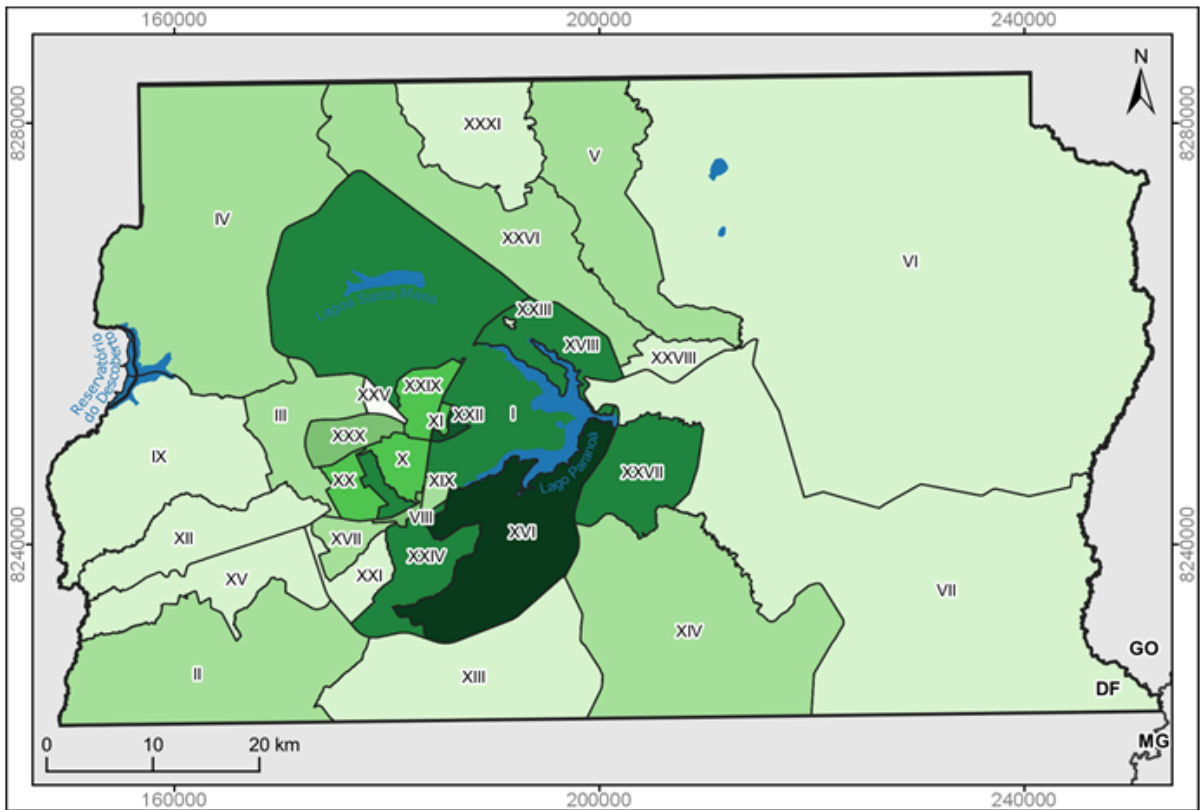 160000 200000 240000
N
8280000 8280000
XXXI
V
IV
XXVI
VI
Lagoa Santa Maria
XXIII
XVIII
XXVIII
Reservatório
do Descoberto
XXIX
XXV
III
XI XXII I
XXX
IX
X
XX
XIX
XXVII
Lago Paranoá
VIII
XVI
XII
XVII
XXIV
8240000 8240000
XV
XXI
VII
XIV
GO
II
XIII
DF
MG
0 10 20 km
160000 200000 240000